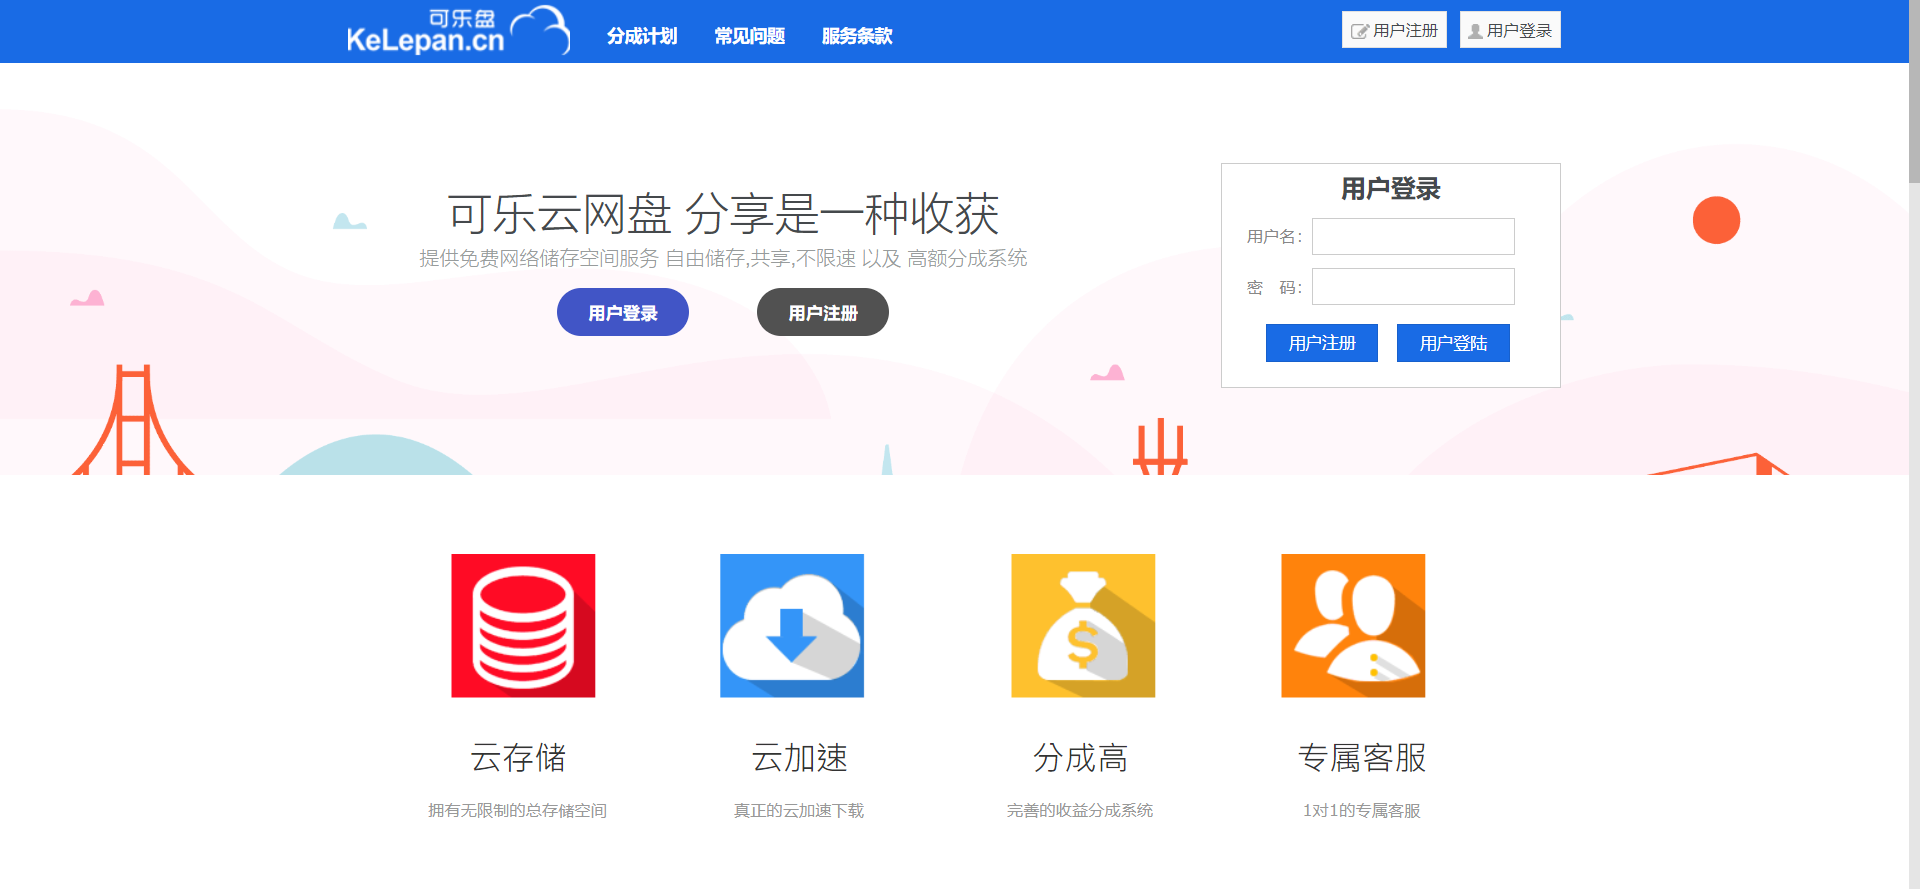 可乐盘
KeLepan.cn
分成计划 常见问题 服务条款
用户注册 用户登录
可乐云网盘 分享是一种收获
提供免费网络储存空间服务 自由储存,共享,不限速 以及 高额分成系统
用户登录 用户注册
用户登录
用户名:
密 码:
用户注册 用户登陆
云存储 云加速 分成高 专属客服
拥有无限制的总存储空间 真正的云加速下载 完善的收益分成系统 1对1的专属客服